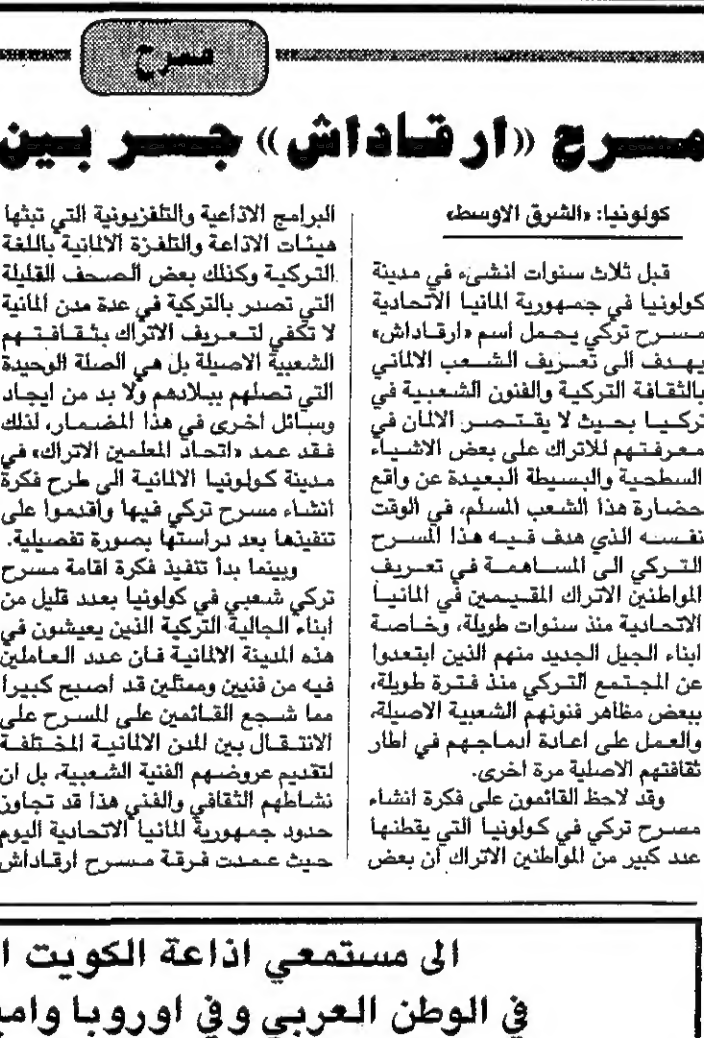 مسرح
مسرح «ارقاداش» جسر بين
كولونيا: «الشرق الاوسط»
قبل ثلاث سنوات انشىء في مدينة
كولونيا في جمهورية المانيا الاتحادية
مسرح تركي يحمل اسم «ارقاداش»
يهدف الى تعريف الشعب الالماني
بالثقافة التركية والفنون الشعبية في
تركيا بحيث لا يقتصر الالمان في
معرفتهم للاتراك على بعض الاشياء
السطحية والبسيطة البعيدة عن واقع
حضارة هذا الشعب المسلم، في الوقت
نفسه الذي هدف فيه هذا المسرح
التركي الى المساهمة في تعريف
المواطنين الاتراك المقيمين في المانيا
الاتحادية منذ سنوات طويلة، وخاصة
ابناء الجيل الجديد منهم الذين ابتعدوا
عن المجتمع التركي منذ فترة طويلة،
ببعض مظاهر فنونهم الشعبية الاصيلة،
والعمل على اعادة ادماجهم في اطار
ثقافتهم الاصلية مرة اخرى.
وقد لاحظ القائمون على فكرة انشاء
مسرح تركي في كولونيا التي يقطنها
عدد كبير من المواطنين الاتراك ان بعض
البرامج الاذاعية والتلفزيونية التي تبثها
هيئات الاذاعة والتلفزة الالمانية باللغة
التركية وكذلك بعض الصحف القليلة
التي تصدر بالتركية في عدة مدن المانية
لا تكفي لتعريف الاتراك بثقافتهم
الشعبية الاصيلة بل هي الصلة الوحيدة
التي تصلهم ببلادهم ولا بد من ايجاد
وسائل اخرى في هذا المضمار، لذلك
فقد عمد «اتحاد المعلمين الاتراك» في
مدينة كولونيا الالمانية الى طرح فكرة
انشاء مسرح تركي فيها واقدموا على
تنفيذها بعد دراستها بصورة تفصيلية.
وبينما بدأ تنفيذ فكرة اقامة مسرح
تركي شعبي في كولونيا بعدد قليل من
ابناء الجالية التركية الذين يعيشون في
هذه المدينة الالمانية فان عدد العاملين
فيه من فنيين وممثلين قد اصبح كبيرا
مما شجع القائمين على المسرح على
الانتقال بين المدن الالمانية المختلفة
لتقديم عروضهم الفنية الشعبية، بل ان
نشاطهم الثقافي والفني هذا قد تجاوز
حدود جمهورية المانيا الاتحادية اليوم
حيث عمدت فرقة مسرح ارقاداش
الى مستمعي اذاعة الكويت
في الوطن العربي وفي اوروبا